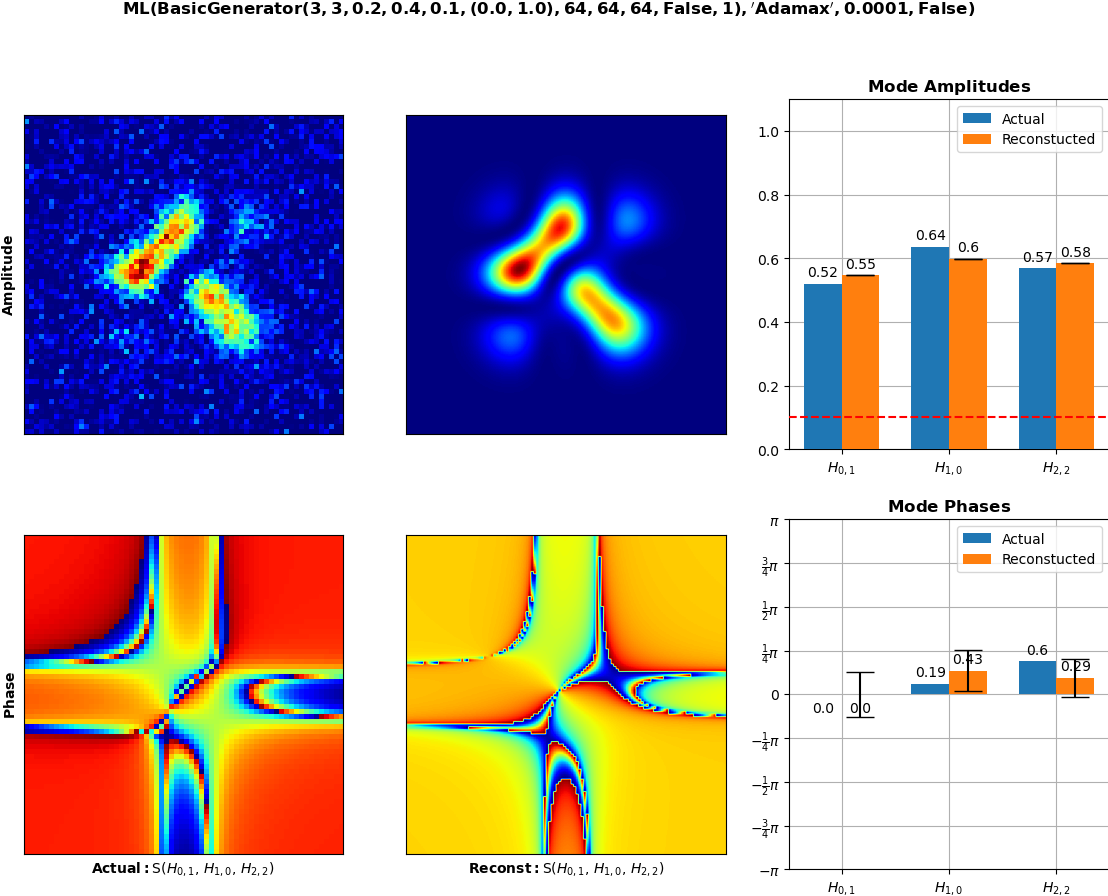 ML(BasicGenerator(3, 3, 0.2, 0.4, 0.1, (0.0, 1.0), 64, 64, 64, False, 1), ′Adamax′, 0.0001, False)
Amplitude
Mode Amplitudes
Actual
Reconstucted
1.0
0.8
0.6
0.4
0.2
0.0
0.52
0.55
0.64
0.6
0.57
0.58
H0, 1
H1, 0
H2, 2
Phase
Actual: S(H0, 1, H1, 0, H2, 2)
Reconst: S(H0, 1, H1, 0, H2, 2)
Mode Phases
Actual
Reconstucted
π
3/4π
1/2π
1/4π
0
−1/4π
−1/2π
−3/4π
−π
0.0
0.0
0.19
0.43
0.6
0.29
H0, 1
H1, 0
H2, 2